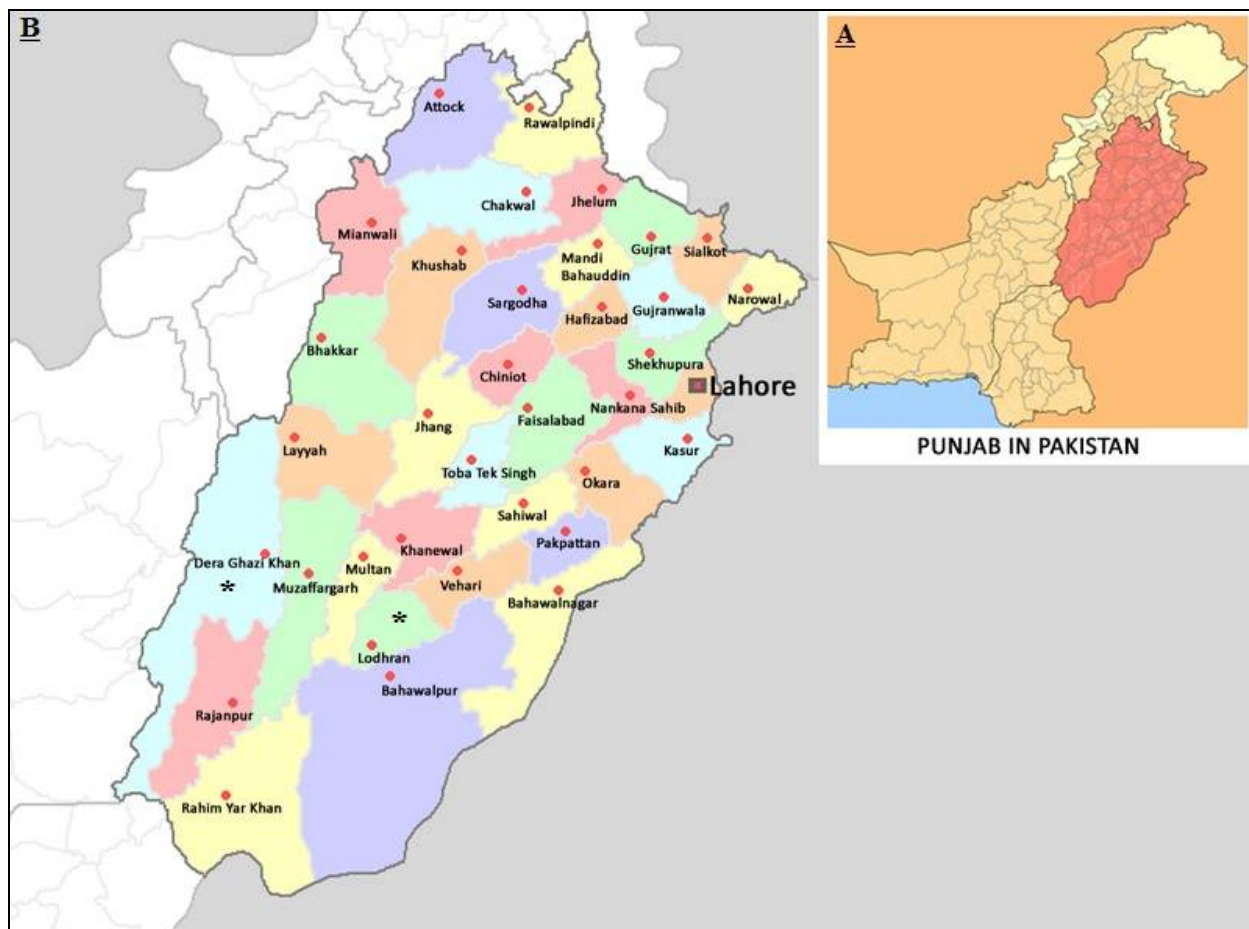 B
A
Attock
Rawalpindi
Chakwal
Jhelum
Mianwali
Khushab
Mandi
Bahauddin
Gujrat
Sialkot
Sargodha
Hafizabad
Gujranwala
Narowal
Bhakkar
Chiniot
Shekhupura
Lahore
Jhang
Faisalabad
Nankana Sahib
Layyah
Toba Tek Singh
Kasur
Okara
Sahiwal
PUNJAB IN PAKISTAN
Dera Ghazi Khan
Khanewal
Pakpattan
Muzaffargarh
Multan
Vehari
Bahawalnagar
*
*
Lodhran
Bahawalpur
Rajanpur
Rahim Yar Khan